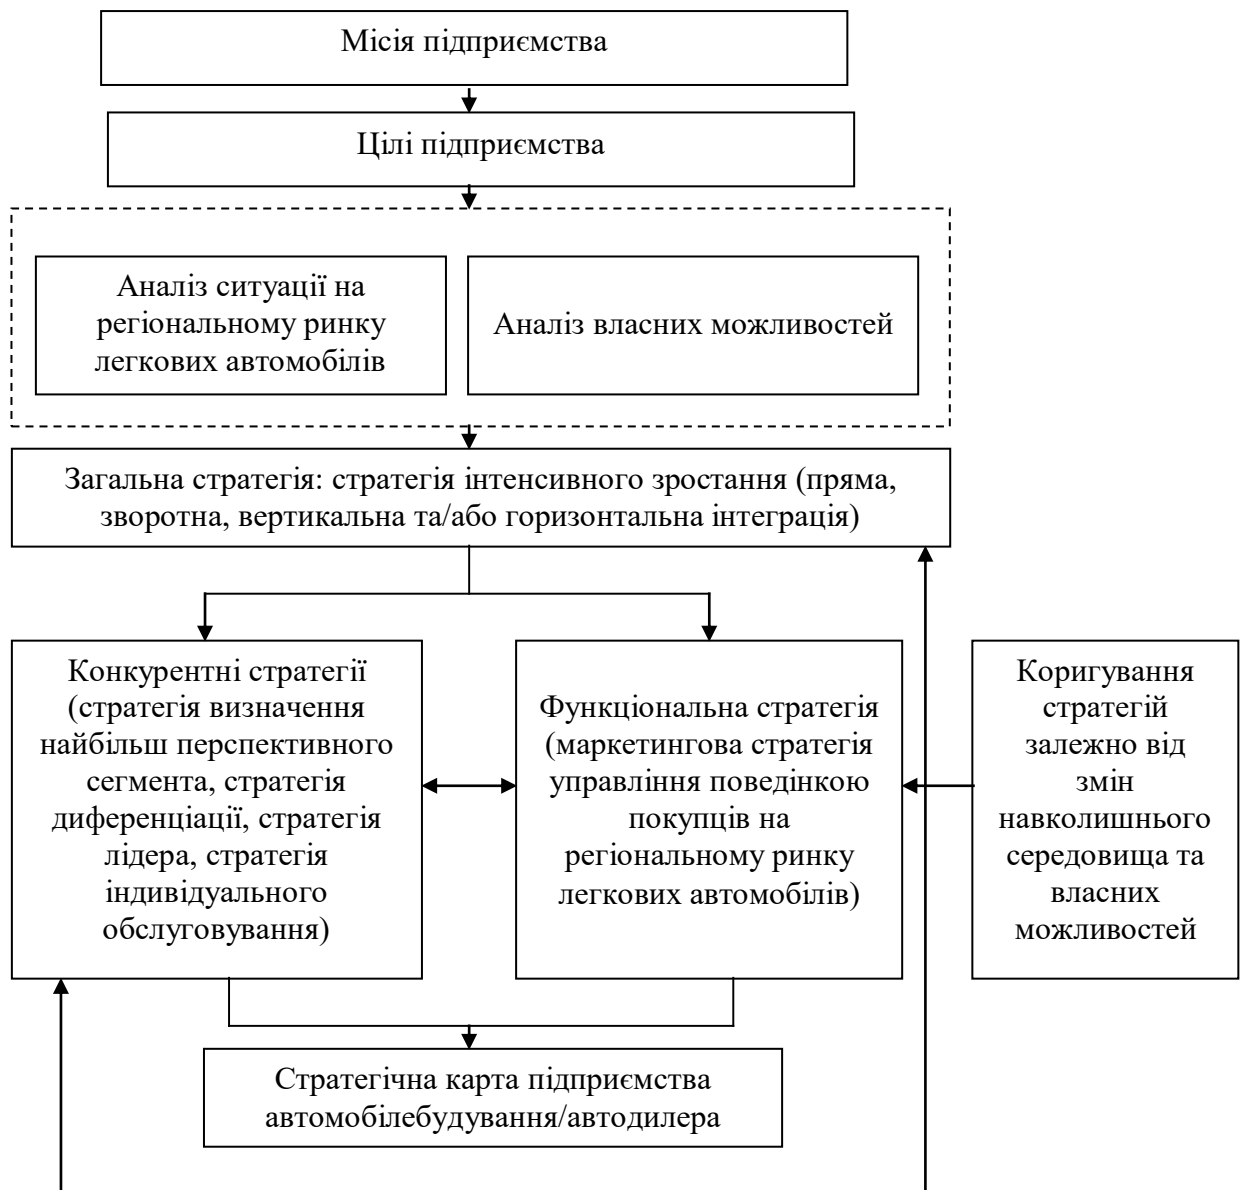 Місія підприємства
Цілі підприємства
Аналіз ситуації на
регіональному ринку
легкових автомобілів
Аналіз власних можливостей
Загальна стратегія: стратегія інтенсивного зростання (пряма,
зворотна, вертикальна та/або горизонтальна інтеграція)
Конкурентні стратегії
(стратегія визначення
найбільш перспективного
сегмента, стратегія
диференціації, стратегія
лідера, стратегія
індивідуального
обслуговування)
Функціональна стратегія
(маркетингова стратегія
управління поведінкою
покупців на
регіональному ринку
легкових автомобілів)
Коригування
стратегій
залежно від
змін
навколишнього
середовища та
власних
можливостей
Стратегічна карта підприємства
автомобілебудування/автодилера